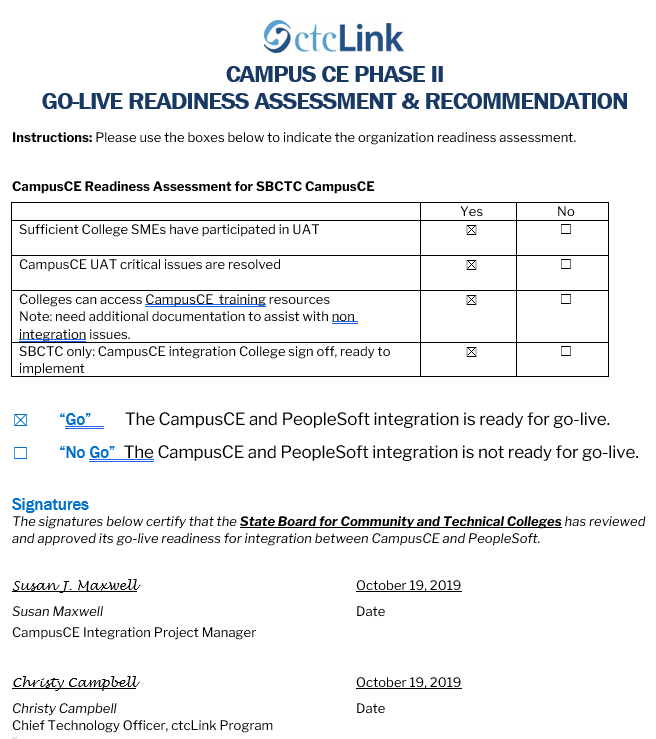 ctcLink
CAMPUS CE PHASE II
GO-LIVE READINESS ASSESSMENT & RECOMMENDATION
Instructions: Please use the boxes below to indicate the organization readiness assessment.
CampusCE Readiness Assessment for SBCTC CampusCE
Yes No
Sufficient College SMEs have participated in UAT ☒ ☐
CampusCE UAT critical issues are resolved ☒ ☐
Colleges can access CampusCE training resources ☒ ☐
Note: need additional documentation to assist with non
integration issues.
SBCTC only: CampusCE integration College sign off, ready to ☒ ☐
implement
☒ “Go” The CampusCE and PeopleSoft integration is ready for go-live.
☐ “No Go” The CampusCE and PeopleSoft integration is not ready for go-live.
Signatures
The signatures below certify that the State Board for Community and Technical Colleges has reviewed
and approved its go-live readiness for integration between CampusCE and PeopleSoft.
Susan J. Maxwell October 19, 2019
Susan Maxwell Date
CampusCE Integration Project Manager
Christy Campbell October 19, 2019
Christy Campbell Date
Chief Technology Officer, ctcLink Program